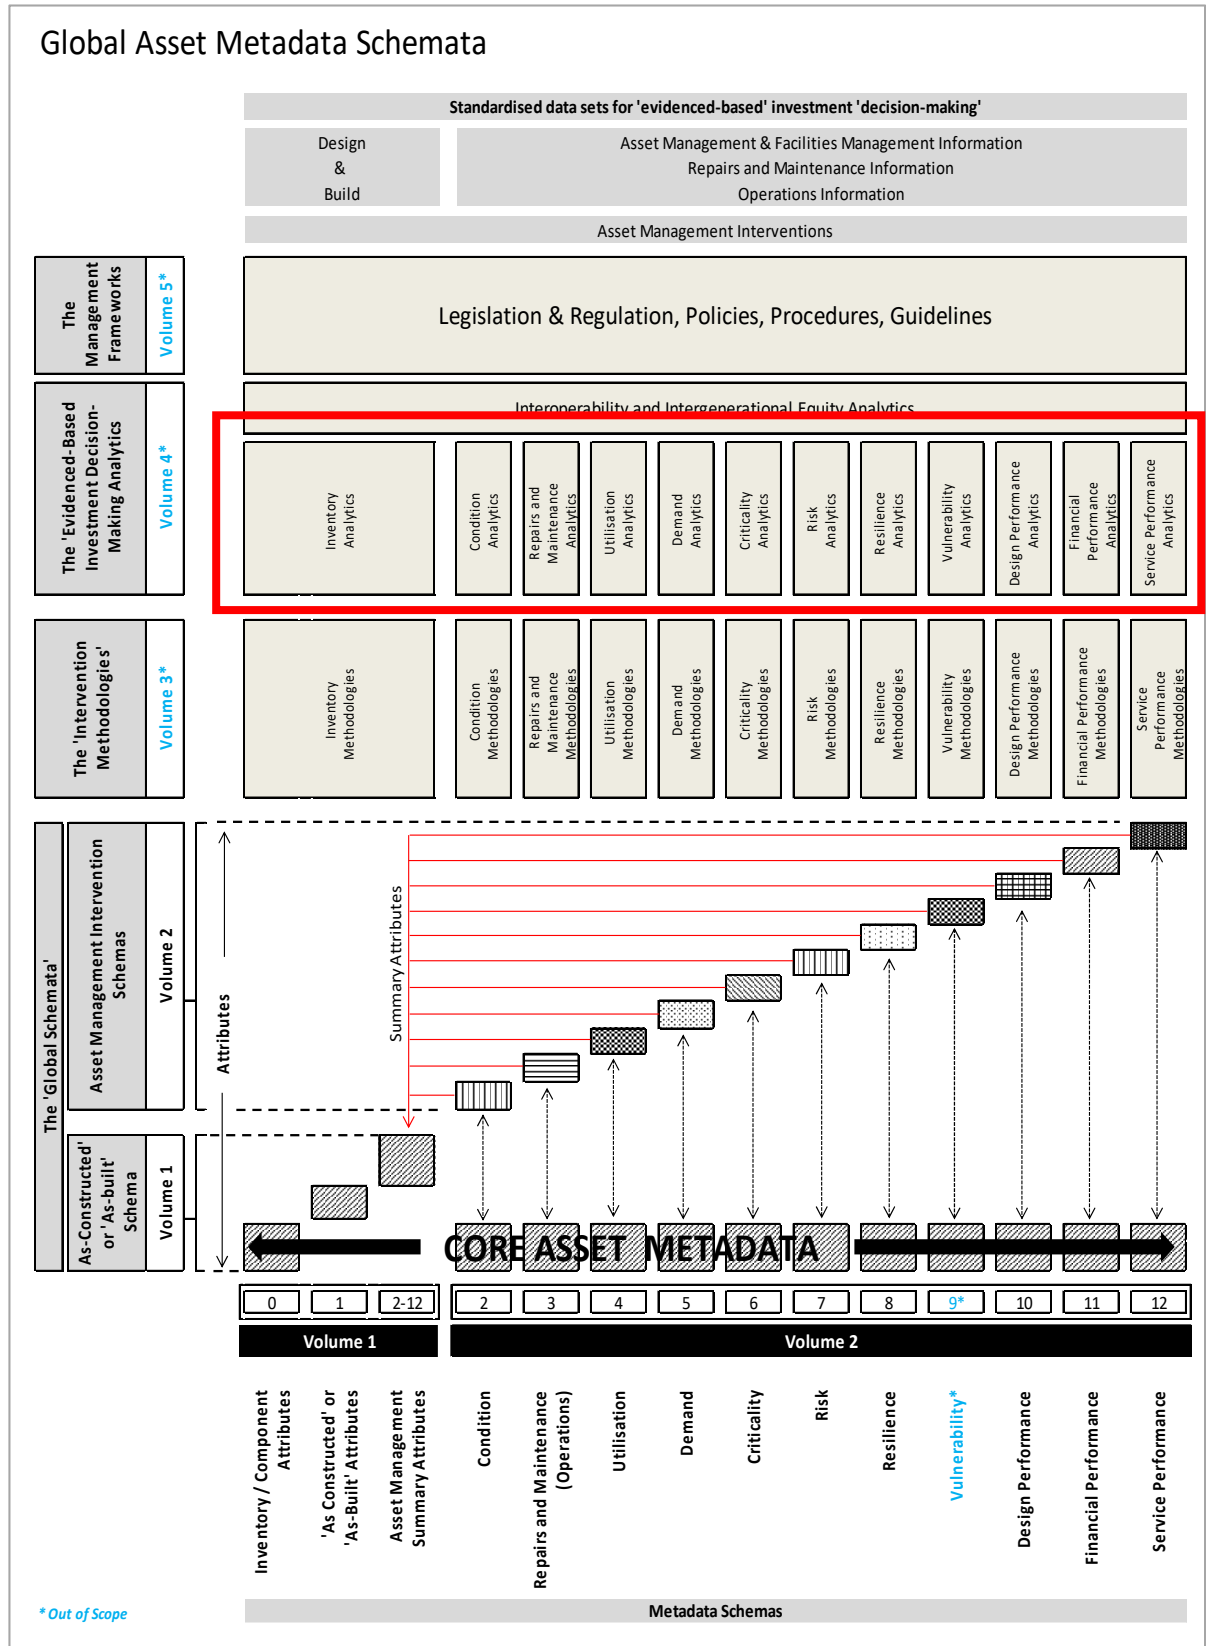 Global Asset Metadata Schemata
Standardised data sets for 'evidenced-based' investment 'decision-making'
Design
&
Build
Asset Management & Facilities Management Information
Repairs and Maintenance Information
Operations Information
Asset Management Interventions
The
Management
Frameworks
Volume 5*
Legislation & Regulation, Policies, Procedures, Guidelines
The 'Evidenced-Based
Investment Decision-
Making Analytics
Volume 4*
Interoperability and Intergenerational Equity Analytics
Inventory
Analytics
Condition
Analytics
Repairs and
Maintenance
Analytics
Utilisation
Analytics
Demand
Analytics
Criticality
Analytics
Risk
Analytics
Resilience
Analytics
Vulnerability
Analytics
Design Performance
Analytics
Financial
Performance
Analytics
Service Performance
Analytics
The 'Intervention
Methodologies'
Volume 3*
Inventory
Methodologies
Condition
Methodologies
Repairs and
Maintenance
Methodologies
Utilisation
Methodologies
Demand
Methodologies
Criticality
Methodologies
Risk
Methodologies
Resilience
Methodologies
Vulnerability
Methodologies
Design Performance
Methodologies
Financial Performance
Methodologies
Service
Performance
Methodologies
The 'Global Schemata'
Asset Management Intervention
Schemas
Volume 2
Attributes
Summary Attributes
As-Constructed'
or 'As-built'
Schema
Volume 1
CORE ASSET METADATA
0
1
2-12
2
3
4
5
6
7
8
9*
10
11
12
Volume 1
Volume 2
Inventory / Component
Attributes
'As Constructed' or
'As-Built' Attributes
Asset Management
Summary Attributes
Condition
Repairs and Maintenance
(Operations)
Utilisation
Demand
Criticality
Risk
Resilience
Vulnerability*
Design Performance
Financial Performance
Service Performance
* Out of Scope
Metadata Schemas